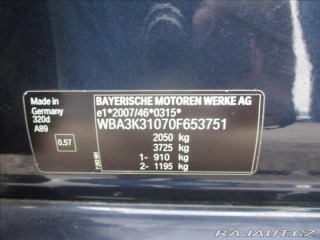 BAYERISCHE MOTOREN WERKE AG
e1*2007/46*0315*
WBA3K31070F653751
2050 kg
3725 kg
1- 910 kg
2- 1195 kg
Made in
Germany
320d
A89
0.57
RAJAUT.CZ